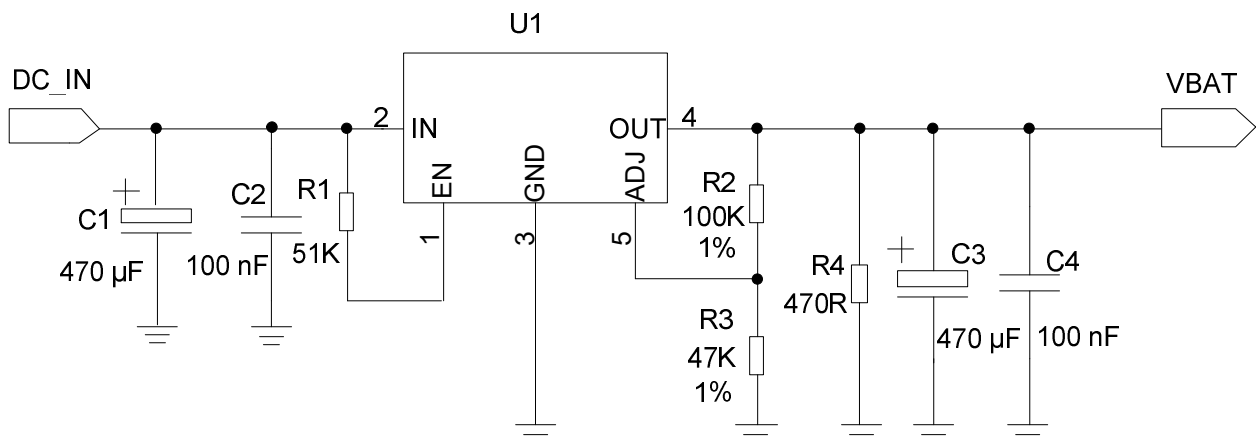 U1
DC_IN
VBAT
2
IN
OUT
4
EN
GND
ADJ
1
3
5
+
C1
470 µF
C2
100 nF
R1
51K
R2
100K
1%
R3
47K
1%
R4
470R
+
C3
470 µF
C4
100 nF